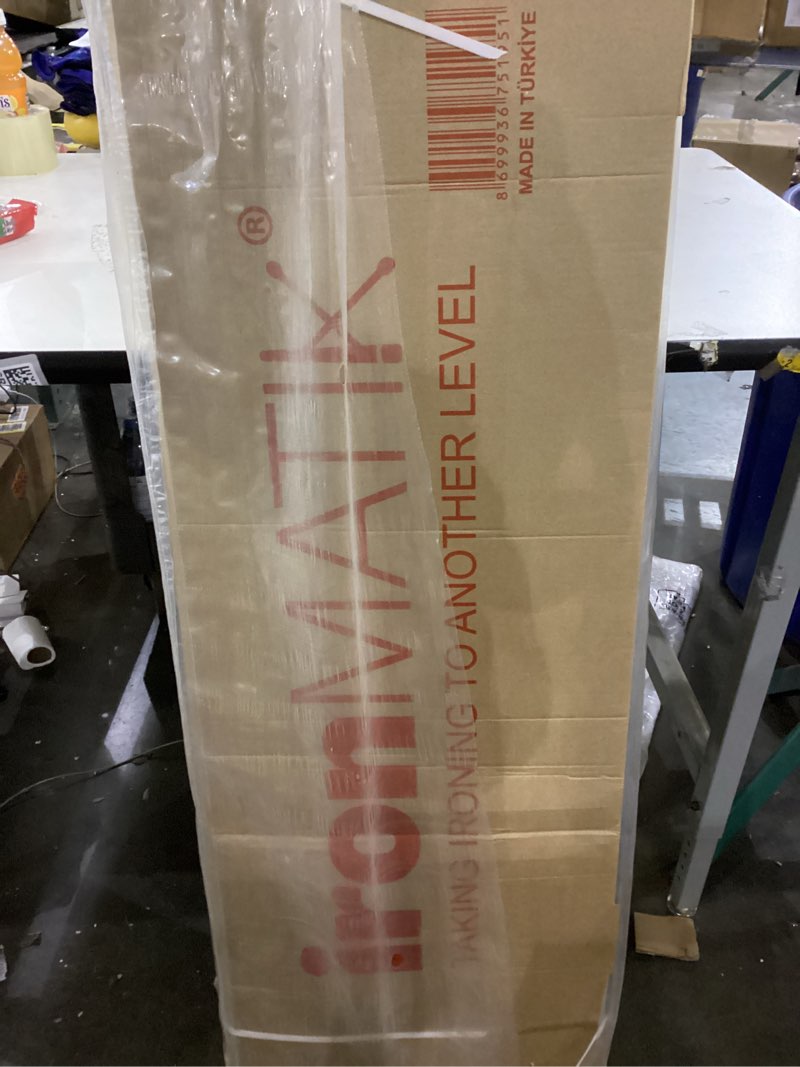 ironMATIK®
TAKING IRONING TO ANOTHER LEVEL
MADE IN TÜRKİYE